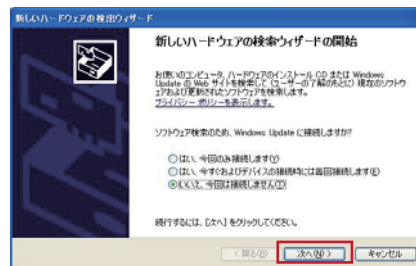 新しいハードウェアの検出ウィザード
新しいハードウェアの検索ウィザードの開始
お使いのコンピュータ、ハードウェアのインストール CD または Windows
Update の Web サイトを検索して (ユーザーの了解のもとに) 現在のソフトウ
ェアおよび更新されたソフトウェアを検索します。
プライバシー ポリシーを表示します。
ソフトウェア検索のため、Windows Update に接続しますか?
はい、今回のみ接続します(Y)
はい、今すぐおよびデバイスの接続時には毎回接続します(E)
いいえ、今回は接続しません(T)
続行するには、[次へ] をクリックしてください。
< 戻る(B)
次へ(N) >
キャンセル